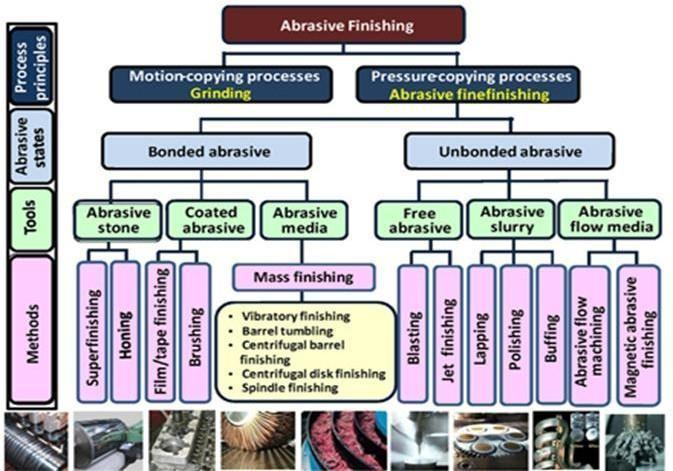 Abrasive Finishing
Process
principles
Motion-copying processes
Grinding
Pressure-copying processes
Abrasive finefinishing
Abrasive
states
Bonded abrasive
Unbonded abrasive
Tools
Abrasive
stone
Coated
abrasive
Abrasive
media
Free
abrasive
Abrasive
slurry
Abrasive
flow media
Methods
Superfinishing
Honing
Film/tape finishing
Brushing
Mass finishing
• Vibratory finishing
• Barrel tumbling
• Centrifugal barrel
finishing
• Centrifugal disk finishing
• Spindle finishing
Blasting
Jet finishing
Lapping
Polishing
Buffing
Abrasive flow
machining
Magnetic abrasive
finishing